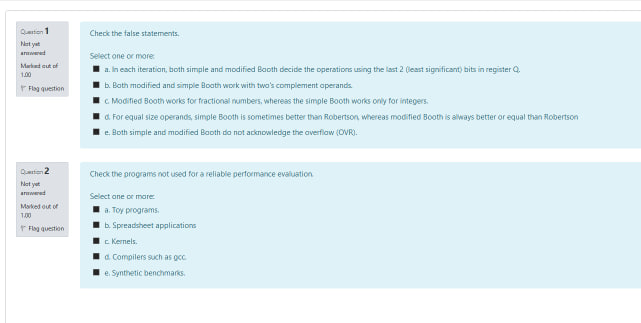 Question 1
Not yet
answered
Marked out of
1.00
Flag question
Check the false statements.
Select one or more:
a. In each iteration, both simple and modified Booth decide the operations using the last 2 (least significant) bits in register Q.
b. Both modified and simple Booth work with two's complement operands.
c. Modified Booth works for fractional numbers, whereas the simple Booth works only for integers.
d. For equal size operands, simple Booth is sometimes better than Robertson, whereas modified Booth is always better or equal than Robertson
e. Both simple and modified Booth do not acknowledge the overflow (OVR).
Question 2
Not yet
answered
Marked out of
1.00
Flag question
Check the programs not used for a reliable performance evaluation.
Select one or more:
a. Toy programs.
b. Spreadsheet applications
c. Kernels.
d. Compilers such as gcc.
e. Synthetic benchmarks.